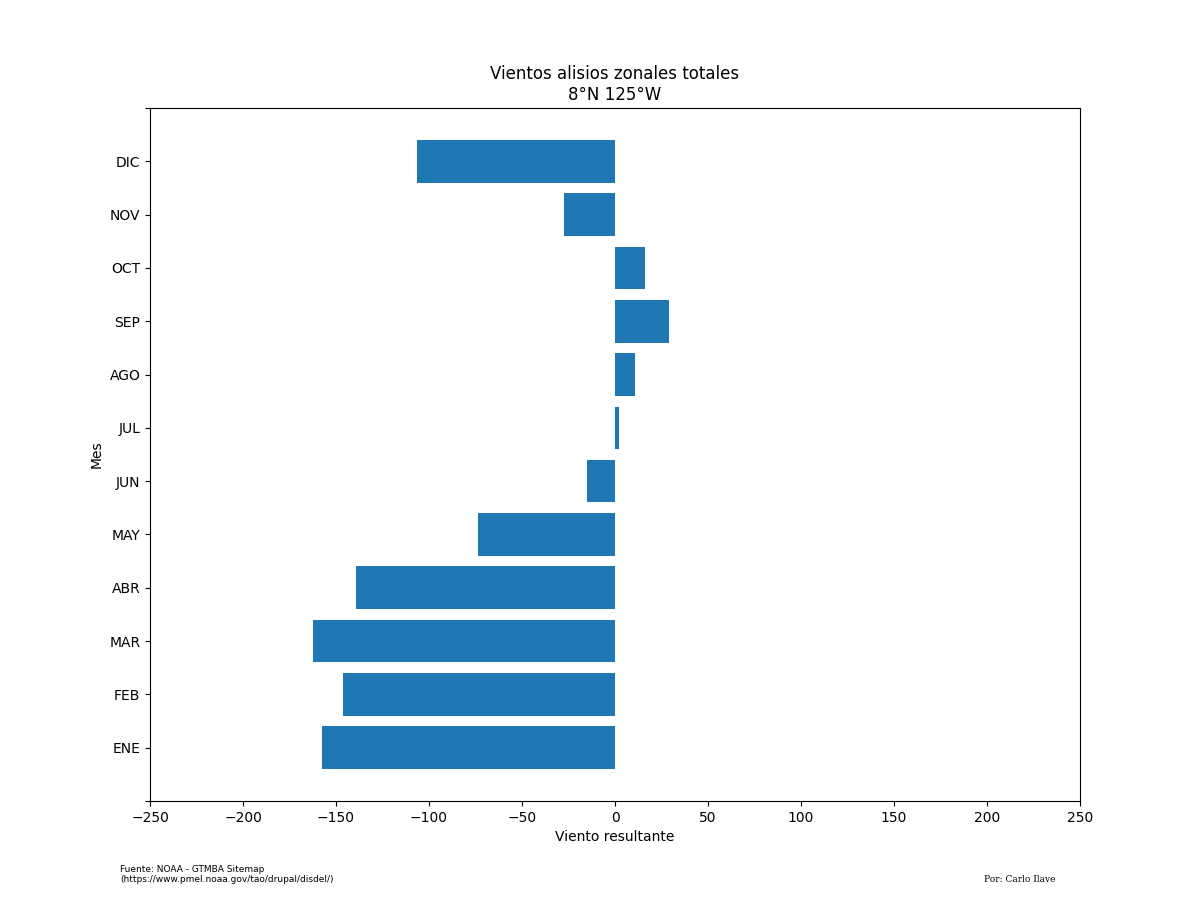 Vientos alisios zonales totales
8°N 125°W
DIC
NOV
OCT
SEP
AGO
JUL
JUN
MAY
ABR
MAR
FEB
ENE
Mes
−250 −200 −150 −100 −50 0 50 100 150 200 250
Viento resultante
Fuente: NOAA - GTMBA Sitemap
(https://www.pmel.noaa.gov/tao/drupal/disdel/)
Por: Carlo Ilave